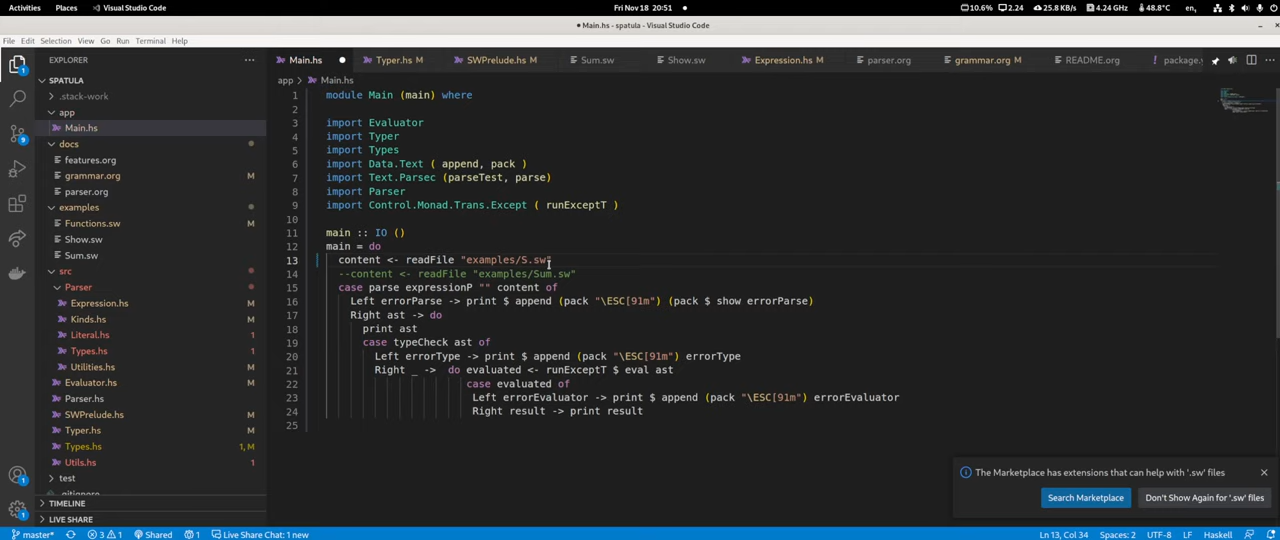 Activities Places Visual Studio Code Fri Nov 18 20:51 10.6% 2.24 25.8 KB/s 4.24 GHz 48.8°C en
Main.hs - spatula - Visual Studio Code
File Edit Selection View Go Run Terminal Help
EXPLORER Main.hs Typer.hs M SWPrelude.hs M Sum.sw Show.sw Expression.hs M parser.org grammar.org M README.org package.y
SPATULA app > Main.hs
.stack-work
app
Main.hs
docs
features.org
grammar.org M
parser.org
examples
Functions.sw M
Show.sw
Sum.sw
src
Parser
Expression.hs M
Kinds.hs M
Literal.hs 1
Types.hs 1
Utilities.hs M
Evaluator.hs M
Parser.hs M
SWPrelude.hs M
Typer.hs M
Types.hs 1, M
Utils.hs 1
test
.gitignore
TIMELINE
LIVE SHARE
1 module Main (main) where
2
3 import Evaluator
4 import Typer
5 import Types
6 import Data.Text ( append, pack )
7 import Text.Parsec (parseTest, parse)
8 import Parser
9 import Control.Monad.Trans.Except ( runExceptT )
10
11 main :: IO ()
12 main = do
13 content <- readFile "examples/S.sw"
14 --content <- readFile "examples/Sum.sw"
15 case parse expressionP "" content of
16 Left errorParse -> print $ append (pack "\ESC[91m") (pack $ show errorParse)
17 Right ast -> do
18 print ast
19 case typeCheck ast of
20 Left errorType -> print $ append (pack "\ESC[91m") errorType
21 Right _ -> do evaluated <- runExceptT $ eval ast
22 case evaluated of
23 Left errorEvaluator -> print $ append (pack "\ESC[91m") errorEvaluator
24 Right result -> print result
25
The Marketplace has extensions that can help with '.sw' files
Search Marketplace Don't Show Again for '.sw' files
master* 3 1 Shared 1 Live Share Chat: 1 new Ln 13, Col 34 Spaces: 2 UTF-8 LF Haskell